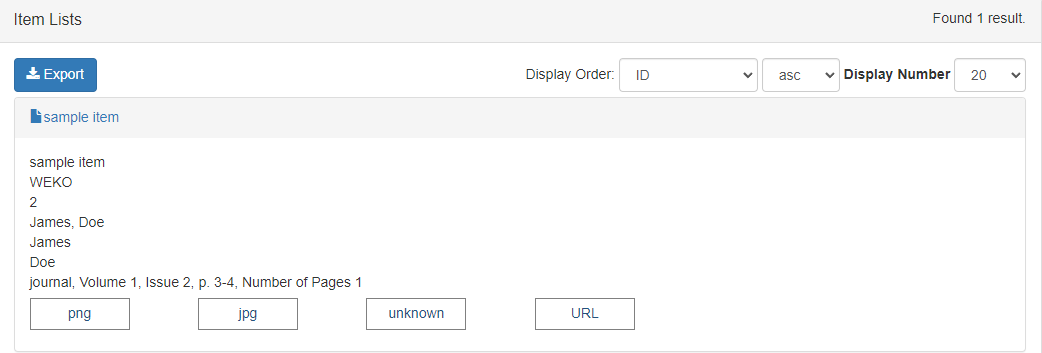 Item Lists Found 1 result.
Export Display Order: ID asc Display Number 20
sample item
sample item
WEKO
2
James, Doe
James
Doe
journal, Volume 1, Issue 2, p. 3-4, Number of Pages 1
png jpg unknown URL